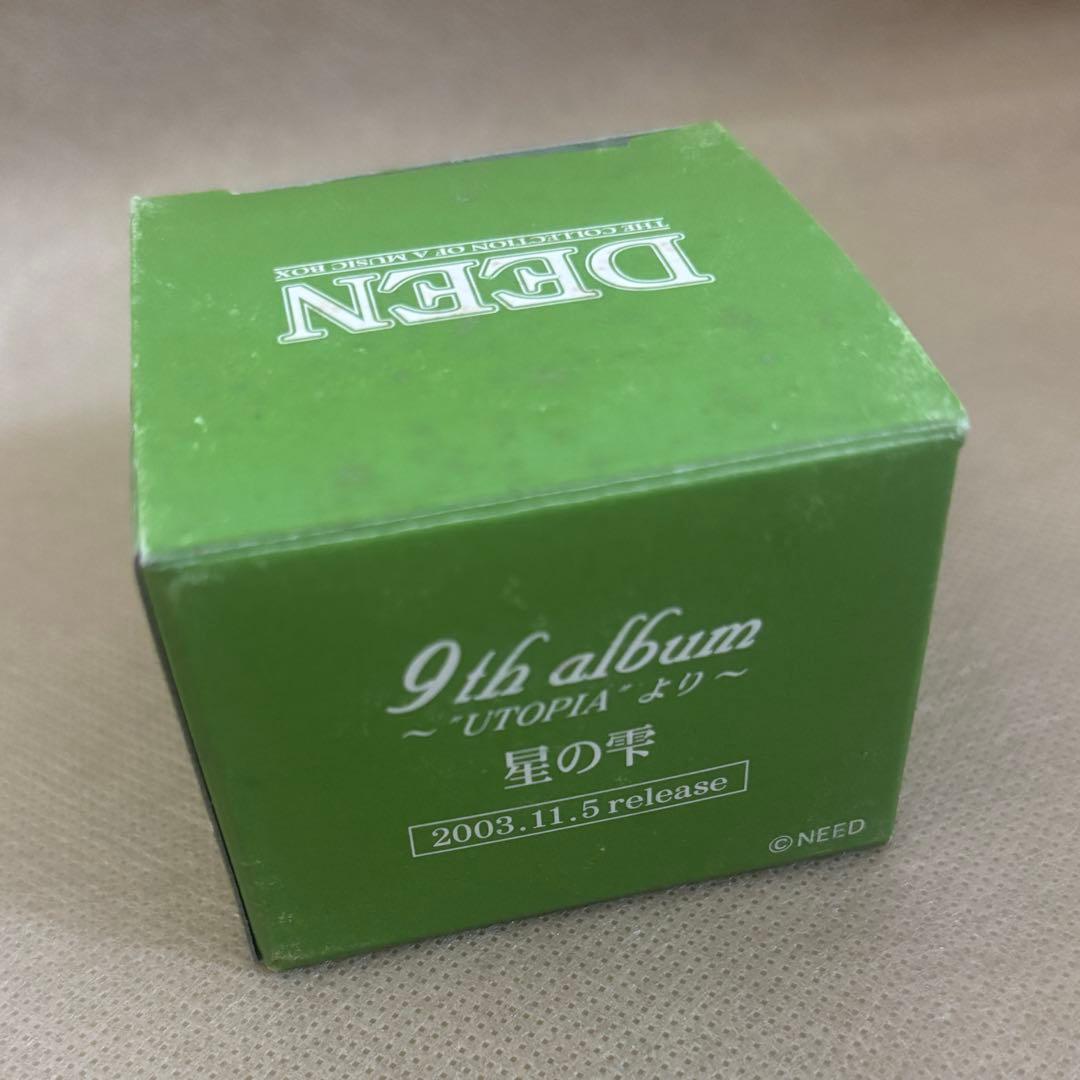 DEEN
THE COLLECTION OF A MUSIC BOX
9th album
～"UTOPIA"より～
星の雫
2003.11.5 release
©NEED